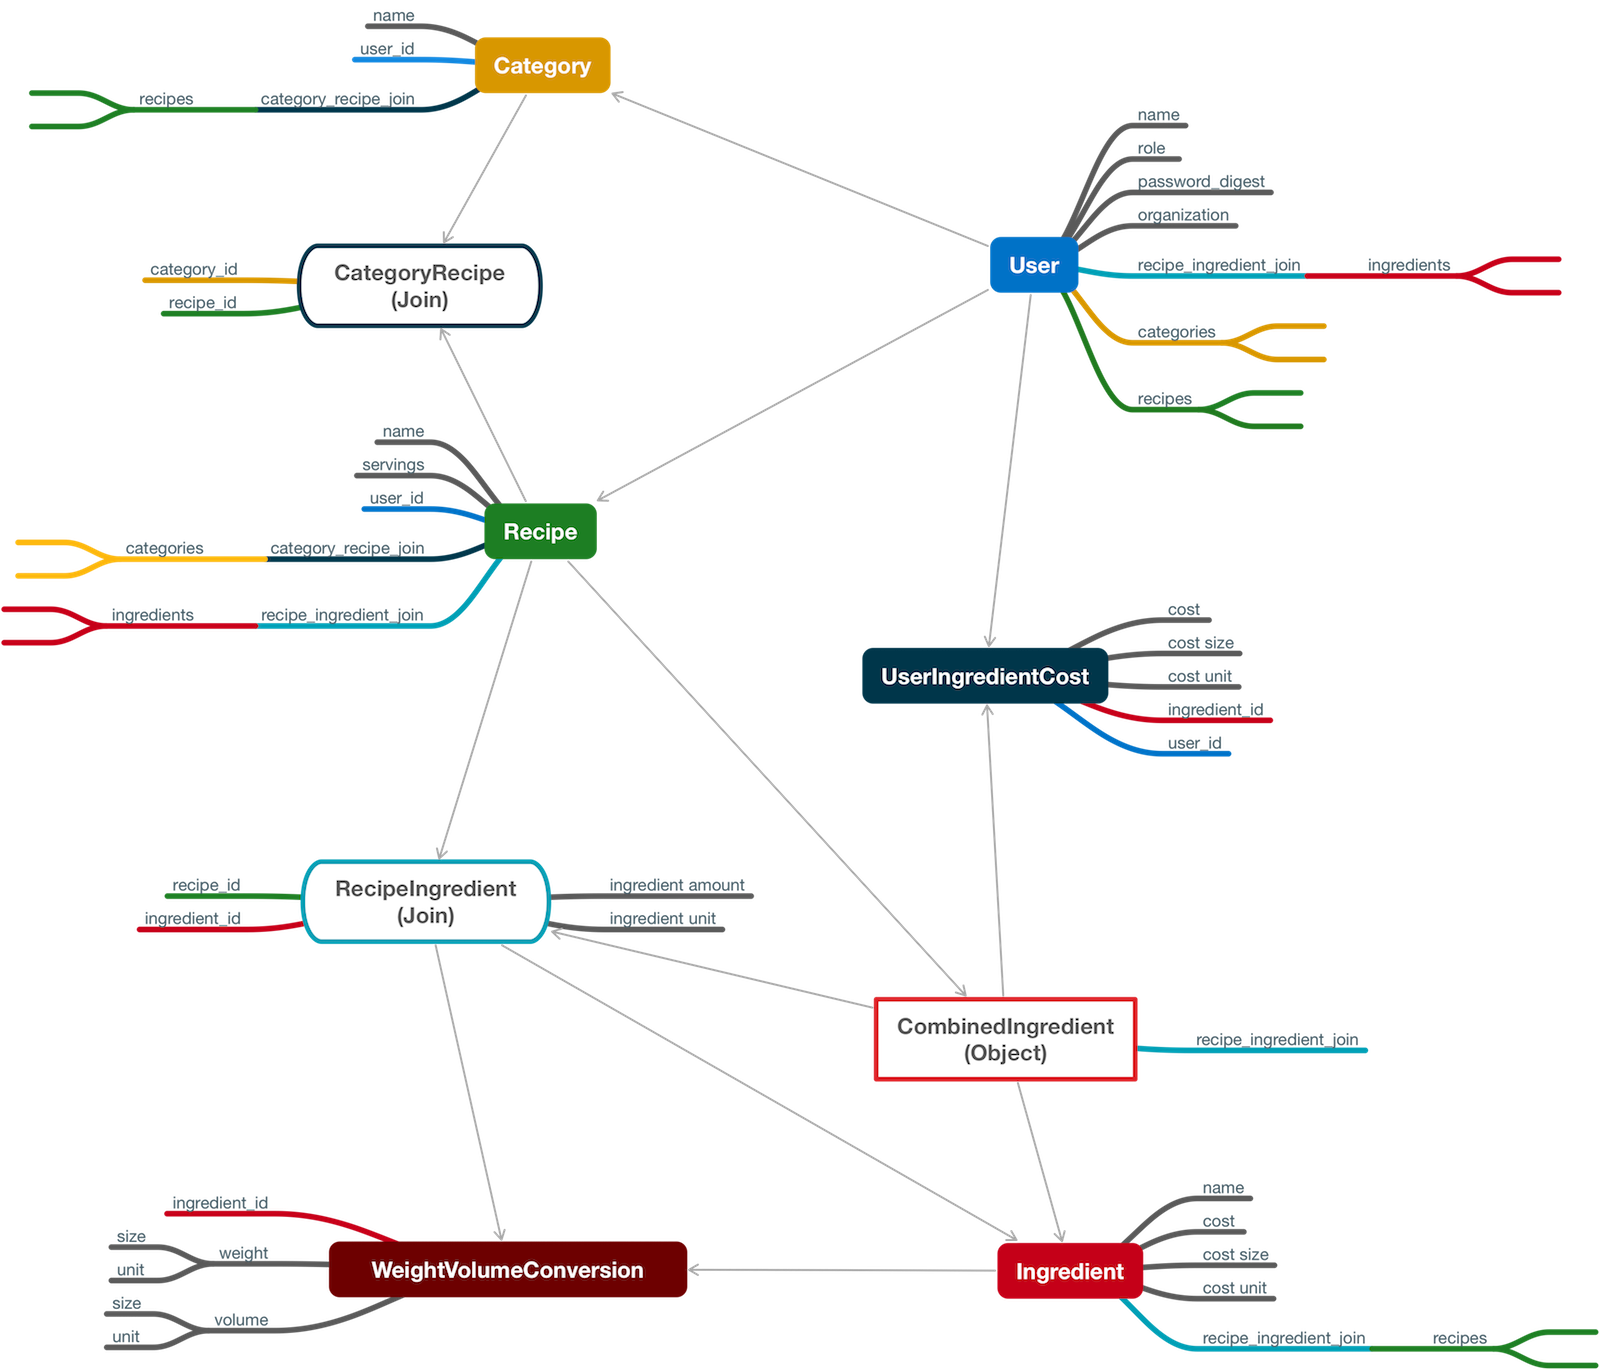 name
user_id
category_recipe_join
recipes
Category
name
role
password_digest
organization
recipe_ingredient_join
ingredients
categories
recipes
User
category_id
recipe_id
CategoryRecipe
(Join)
name
servings
user_id
category_recipe_join
categories
recipe_ingredient_join
ingredients
Recipe
cost
cost size
cost unit
ingredient_id
user_id
UserIngredientCost
recipe_id
ingredient_id
RecipeIngredient
(Join)
ingredient amount
ingredient unit
CombinedIngredient
(Object)
recipe_ingredient_join
ingredient_id
size
unit
weight
size
unit
volume
WeightVolumeConversion
Ingredient
name
cost
cost size
cost unit
recipe_ingredient_join
recipes